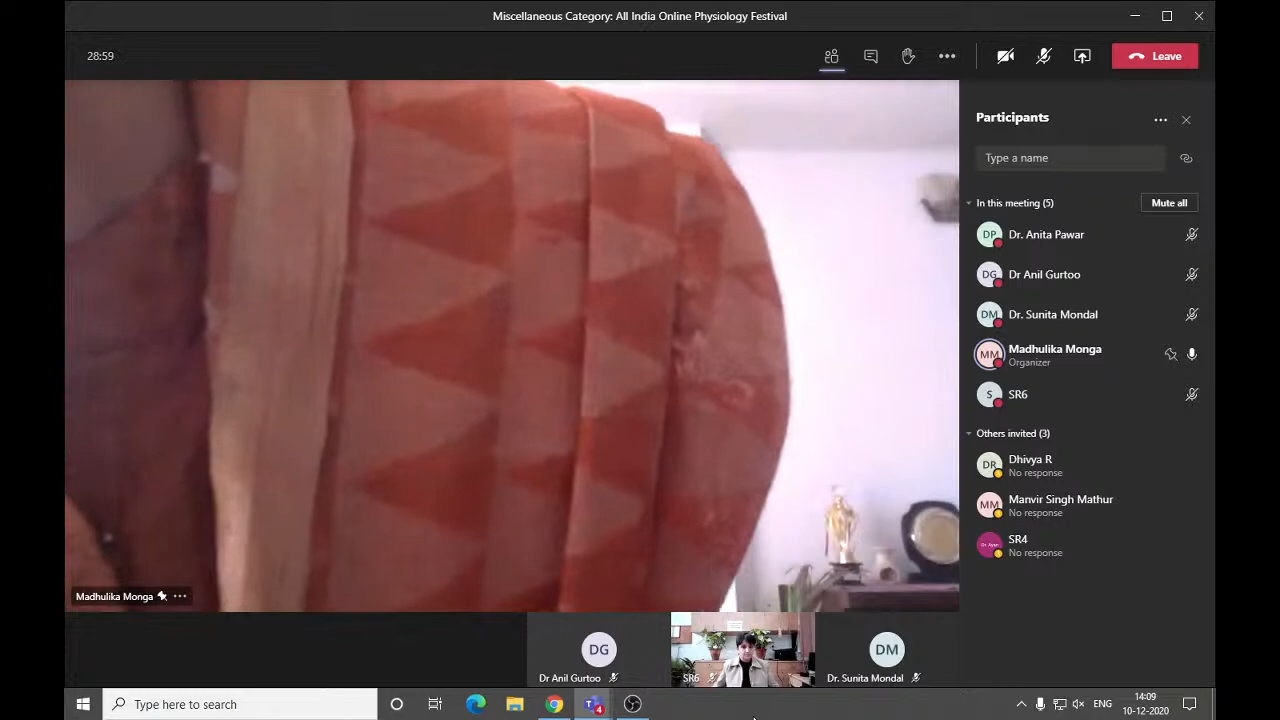 Miscellaneous Category: All India Online Physiology Festival
28:59
Leave
Participants
Type a name
In this meeting (5)
Mute all
DP Dr. Anita Pawar
DG Dr Anil Gurtoo
DM Dr. Sunita Mondal
MM Madhulika Monga
Organizer
S SR6
Others invited (3)
DR Dhivya R
No response
MM Manvir Singh Mathur
No response
SR4
No response
Madhulika Monga
DG
DM
Dr Anil Gurtoo
SR6
Dr. Sunita Mondal
Type here to search
4
ENG
14:09
10-12-2020